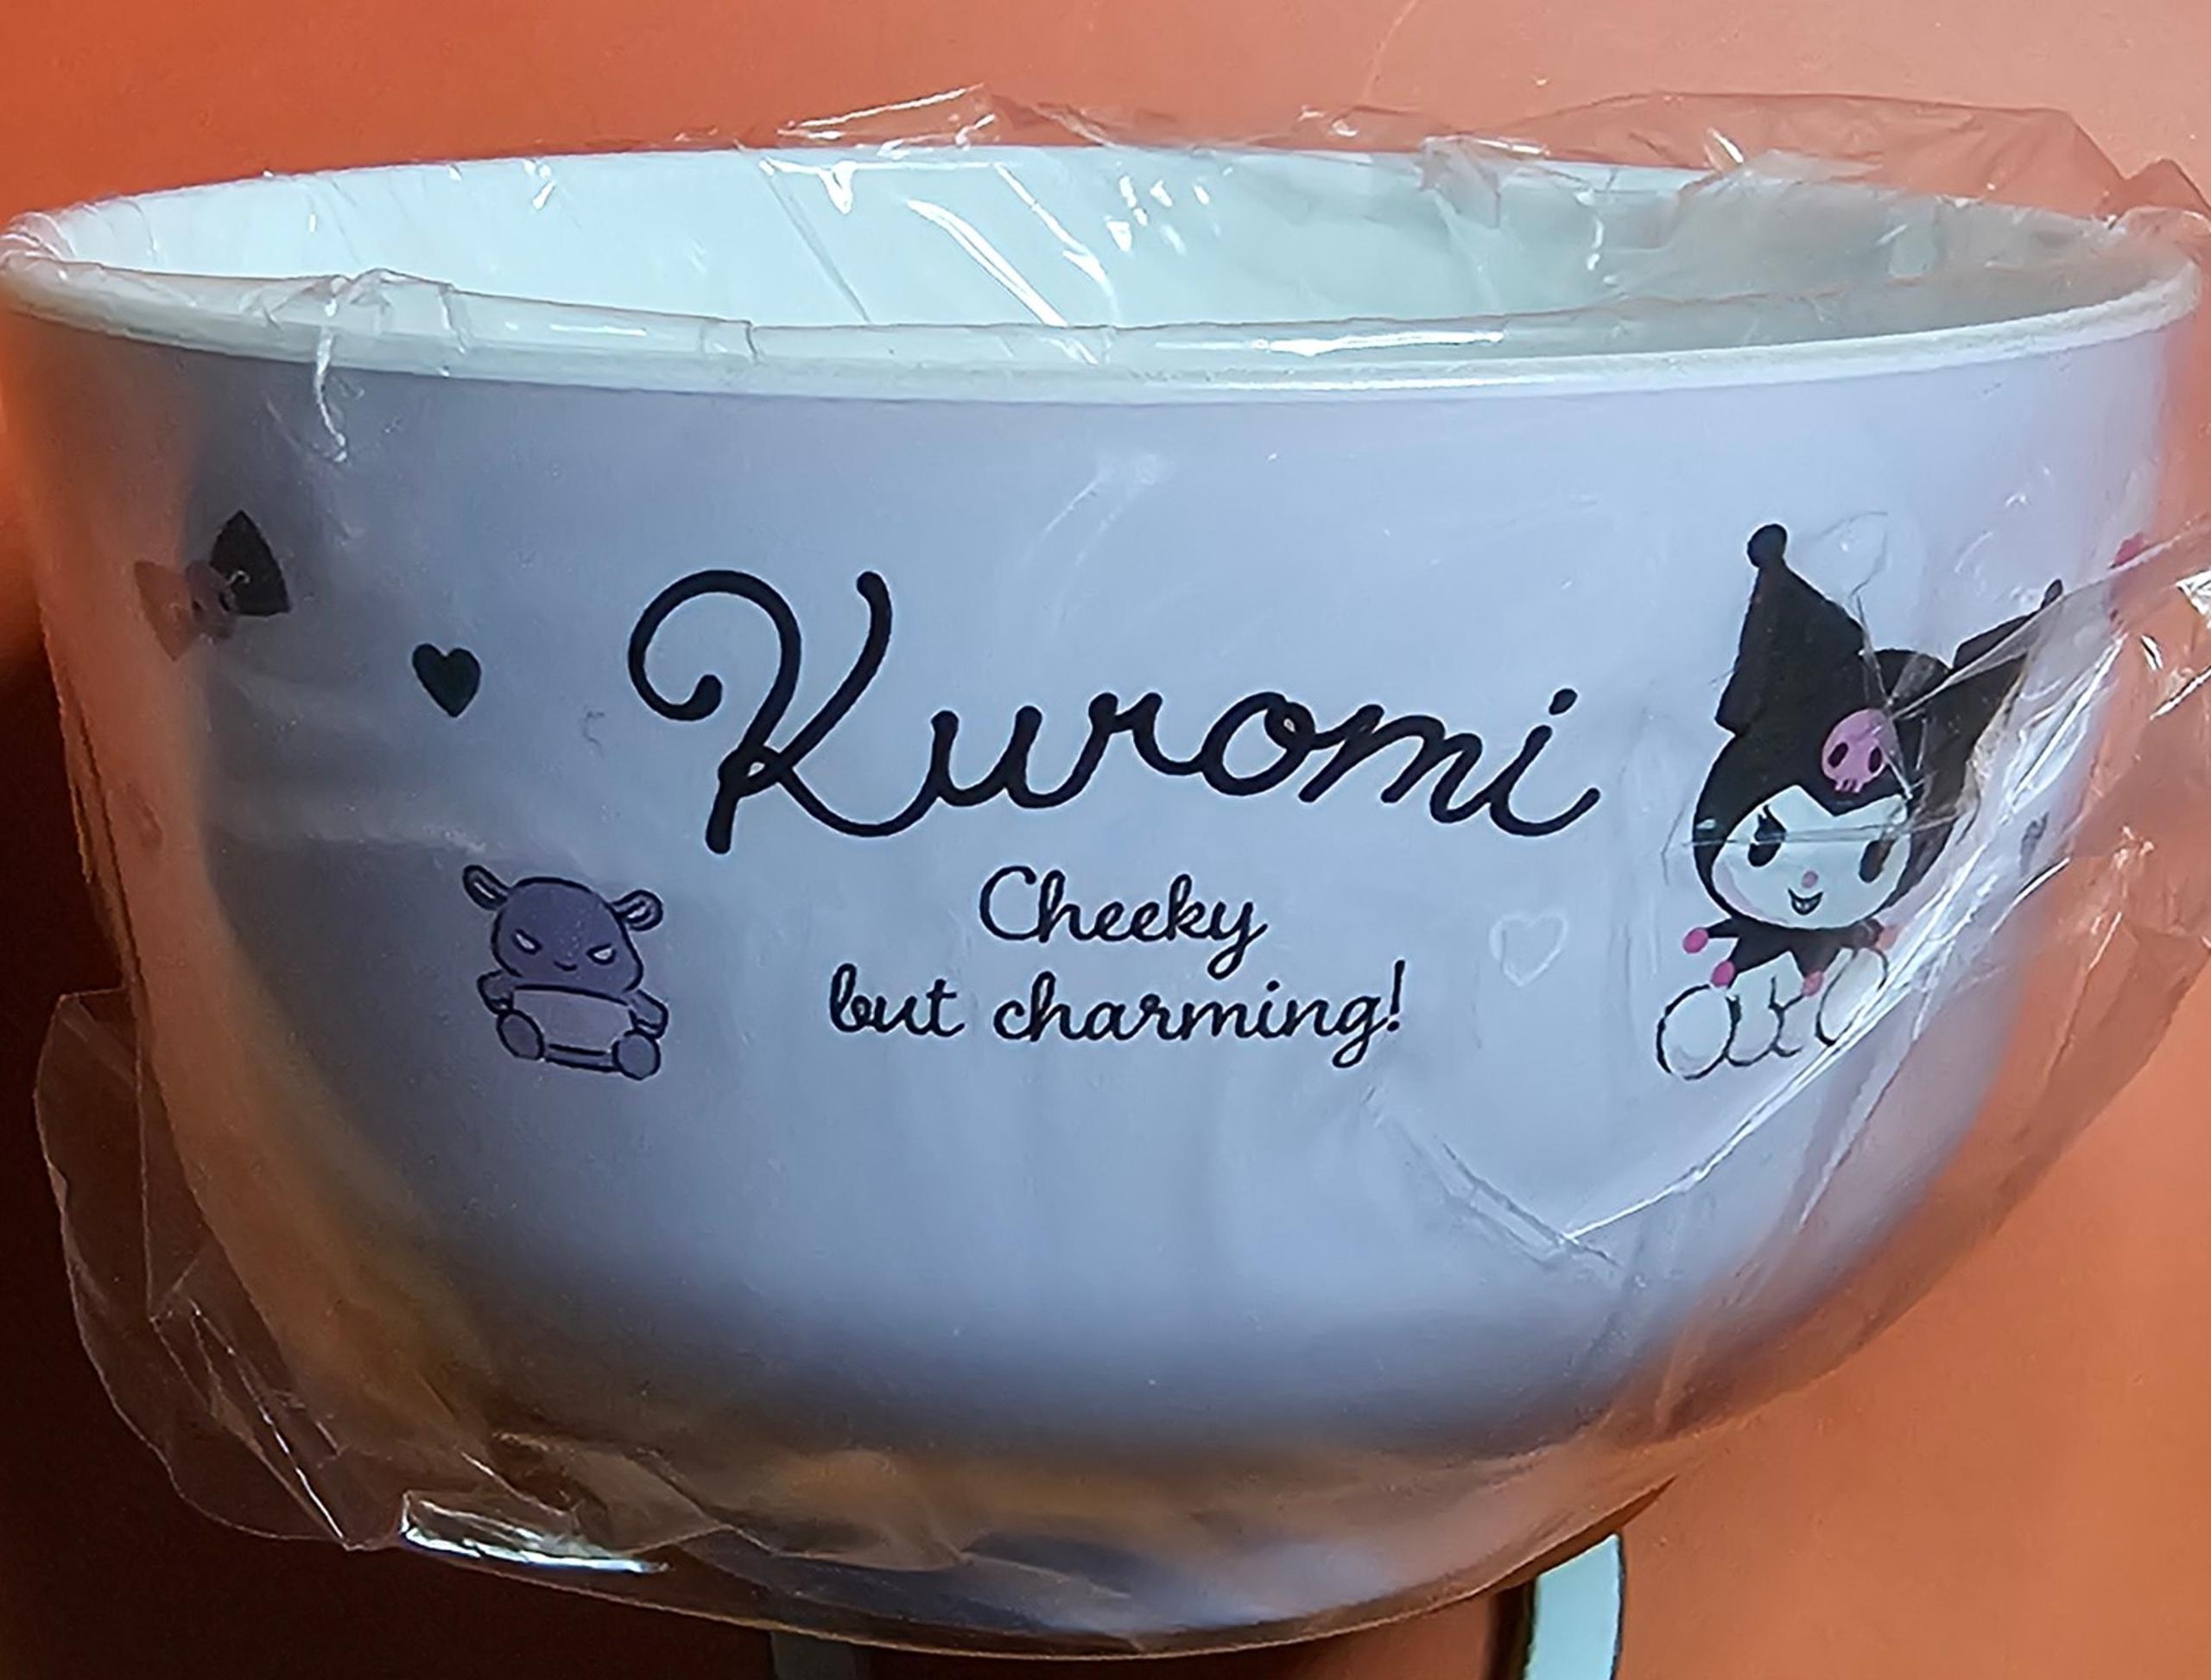 Kuromi
Cheeky
but charming!